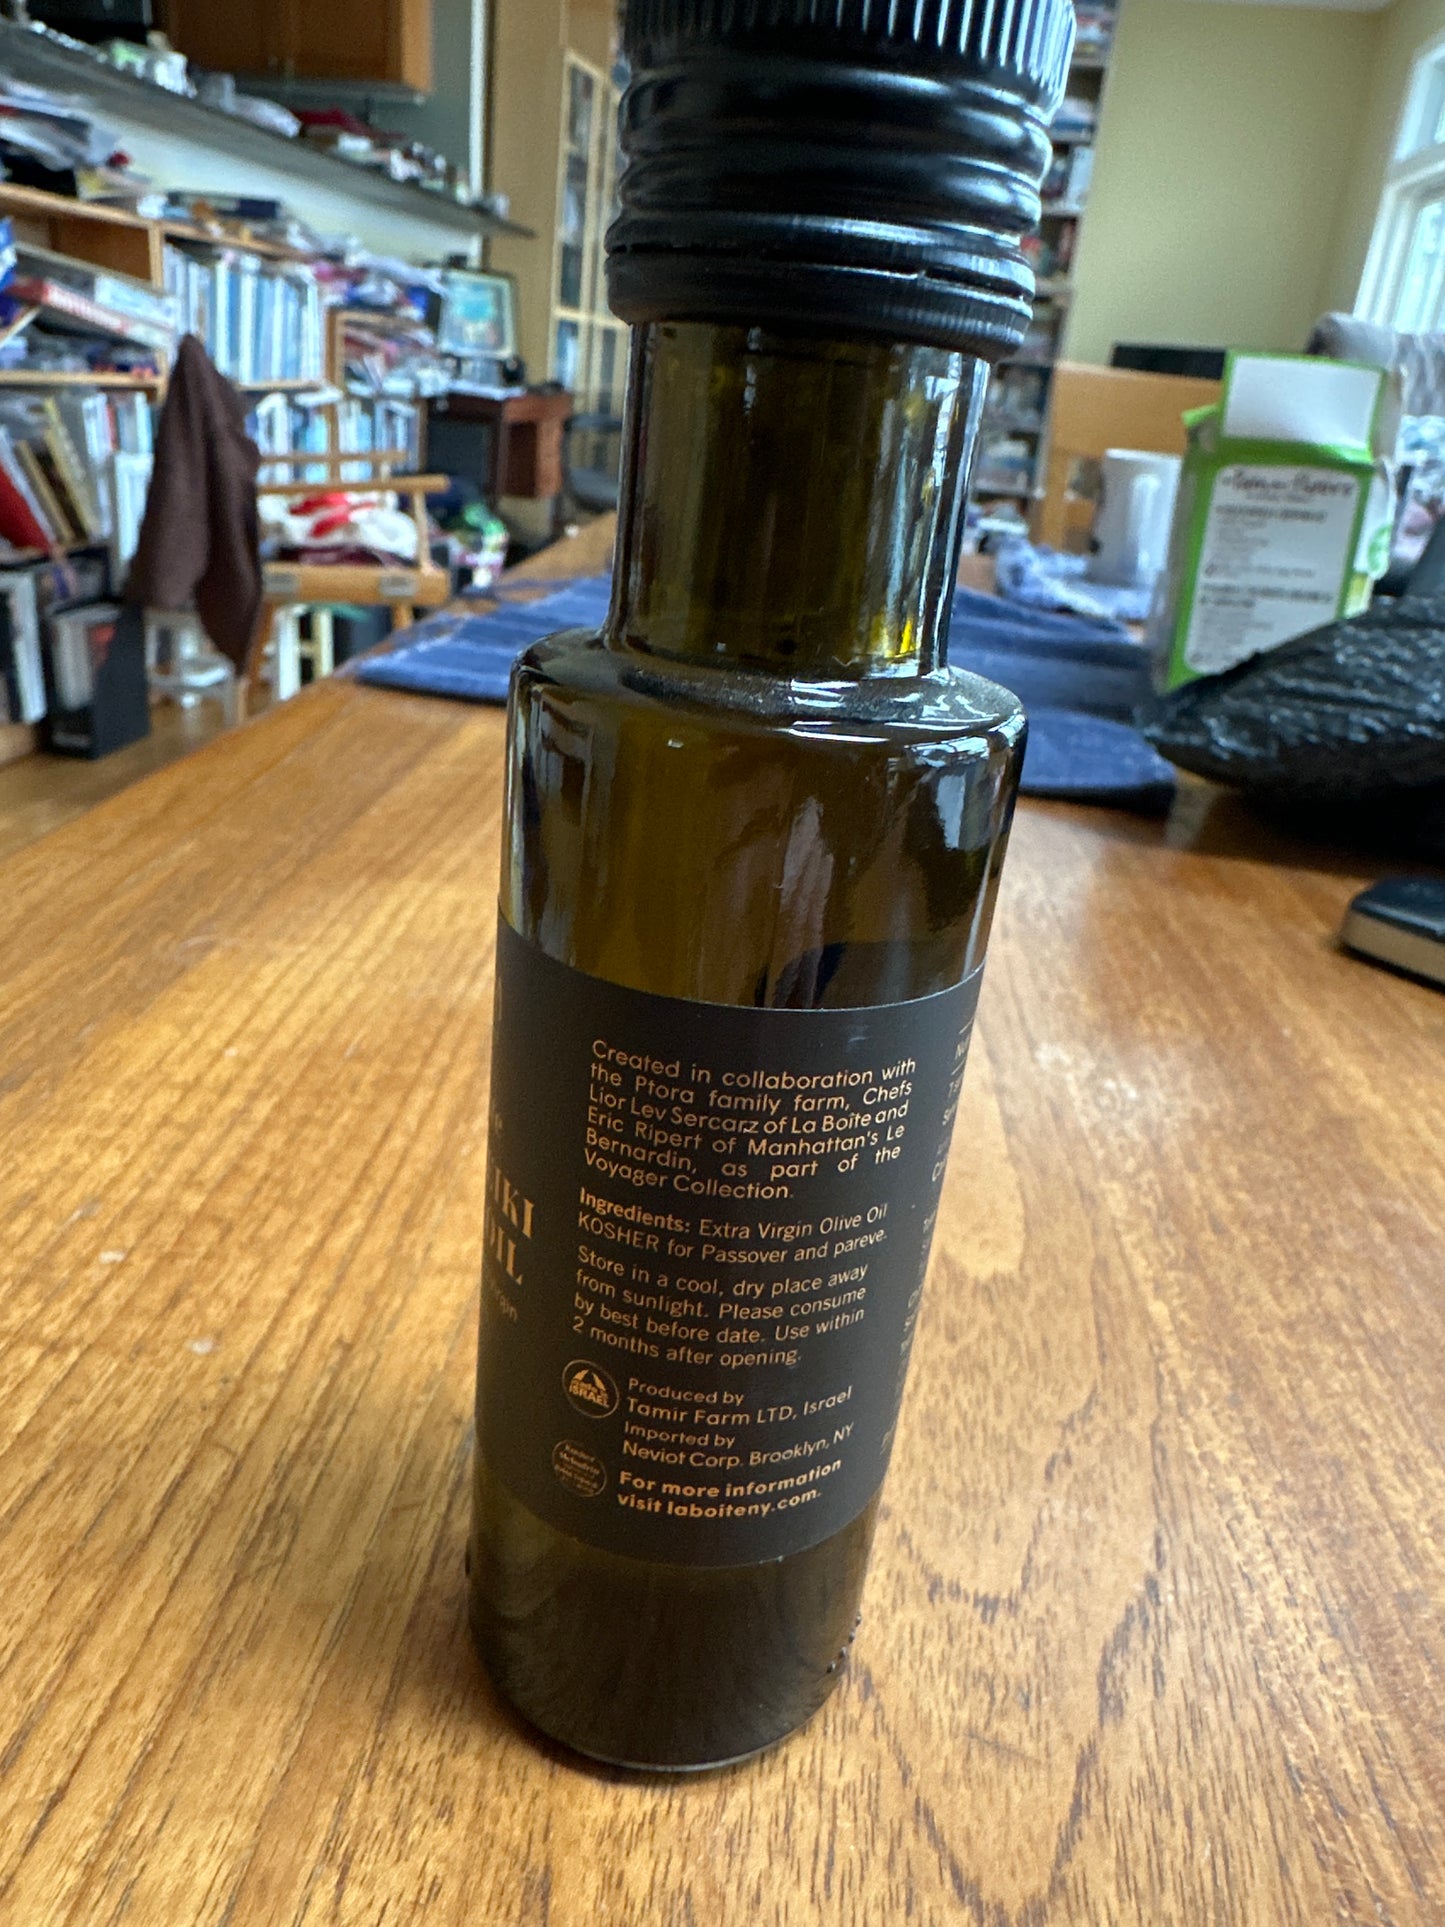 Created in collaboration with
the Ptora family farm, Chefs
Lior Lev Sercarz of La Boîte and
Eric Ripert of Manhattan's Le
Bernardin, as part of the
Voyager Collection.
Ingredients: Extra Virgin Olive Oil
KOSHER for Passover and pareve.
Store in a cool, dry place away
from sunlight. Please consume
by best before date. Use within
2 months after opening.
made in
ISRAEL
Produced by
Tamir Farm LTD, Israel
Imported by
Neviot Corp. Brooklyn, NY
For more information
visit laboiteny.com.